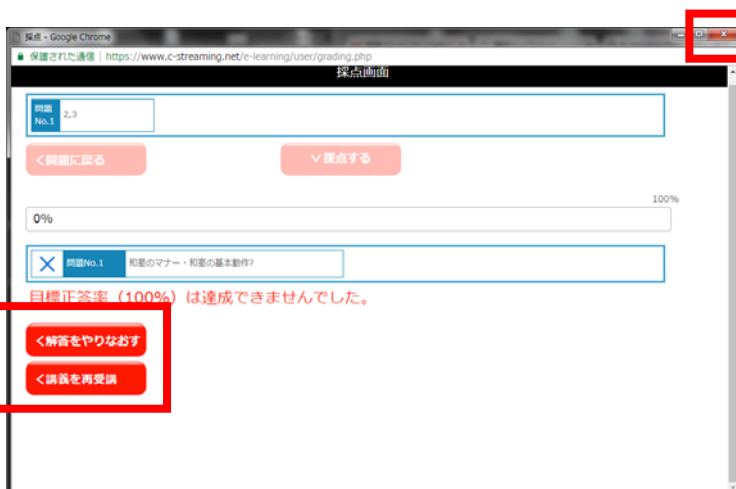 採点 - Google Chrome
保護された通信 | https://www.c-streaming.net/e-learning/user/grading.php
採点画面
問題
No.1
2,3
<問題に戻る
∨採点する
100%
0%
問題No.1 和室のマナー・和室の基本動作?
目標正答率（100%）は達成できませんでした。
<解答をやりなおす
<講義を再受講